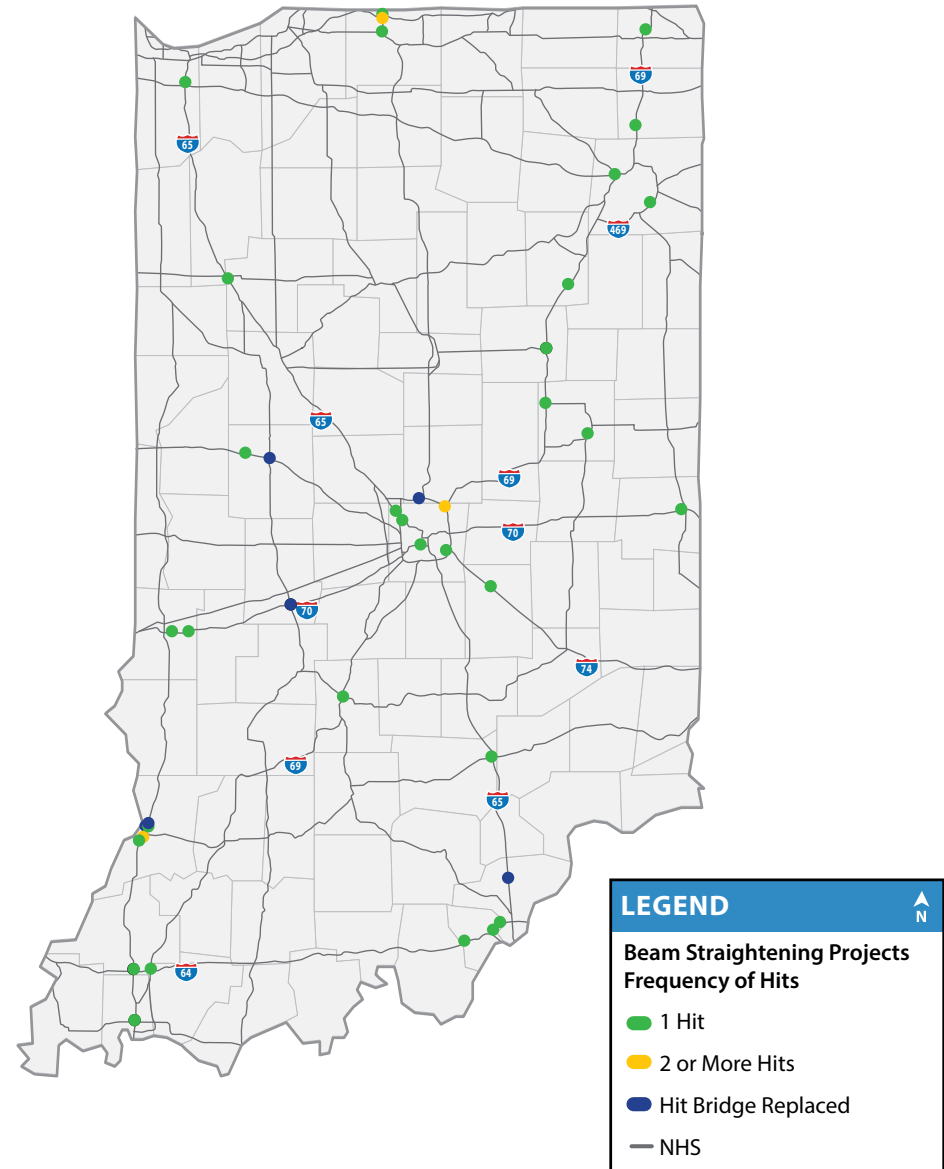 69
65
469
65
69
70
70
74
69
65
64
LEGEND
N
Beam Straightening Projects
Frequency of Hits
1 Hit
2 or More Hits
Hit Bridge Replaced
NHS